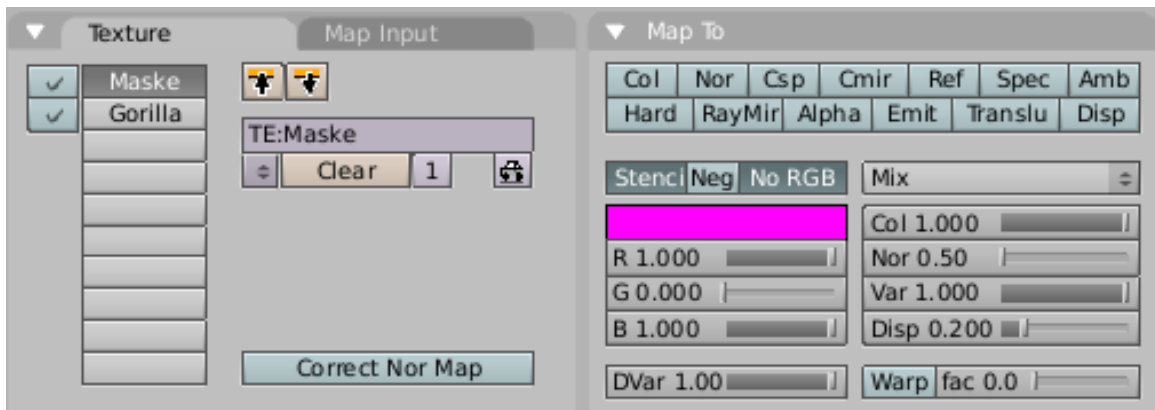 Texture Map Input
Maske
Gorilla
TE:Maske
Clear 1
Correct Nor Map
Map To
Col Nor Csp Cmir Ref Spec Amb
Hard RayMir Alpha Emit Translu Disp
Stenci Neg No RGB Mix
R 1.000
G 0.000
B 1.000
DVar 1.00
Col 1.000
Nor 0.50
Var 1.000
Disp 0.200
Warp fac 0.0